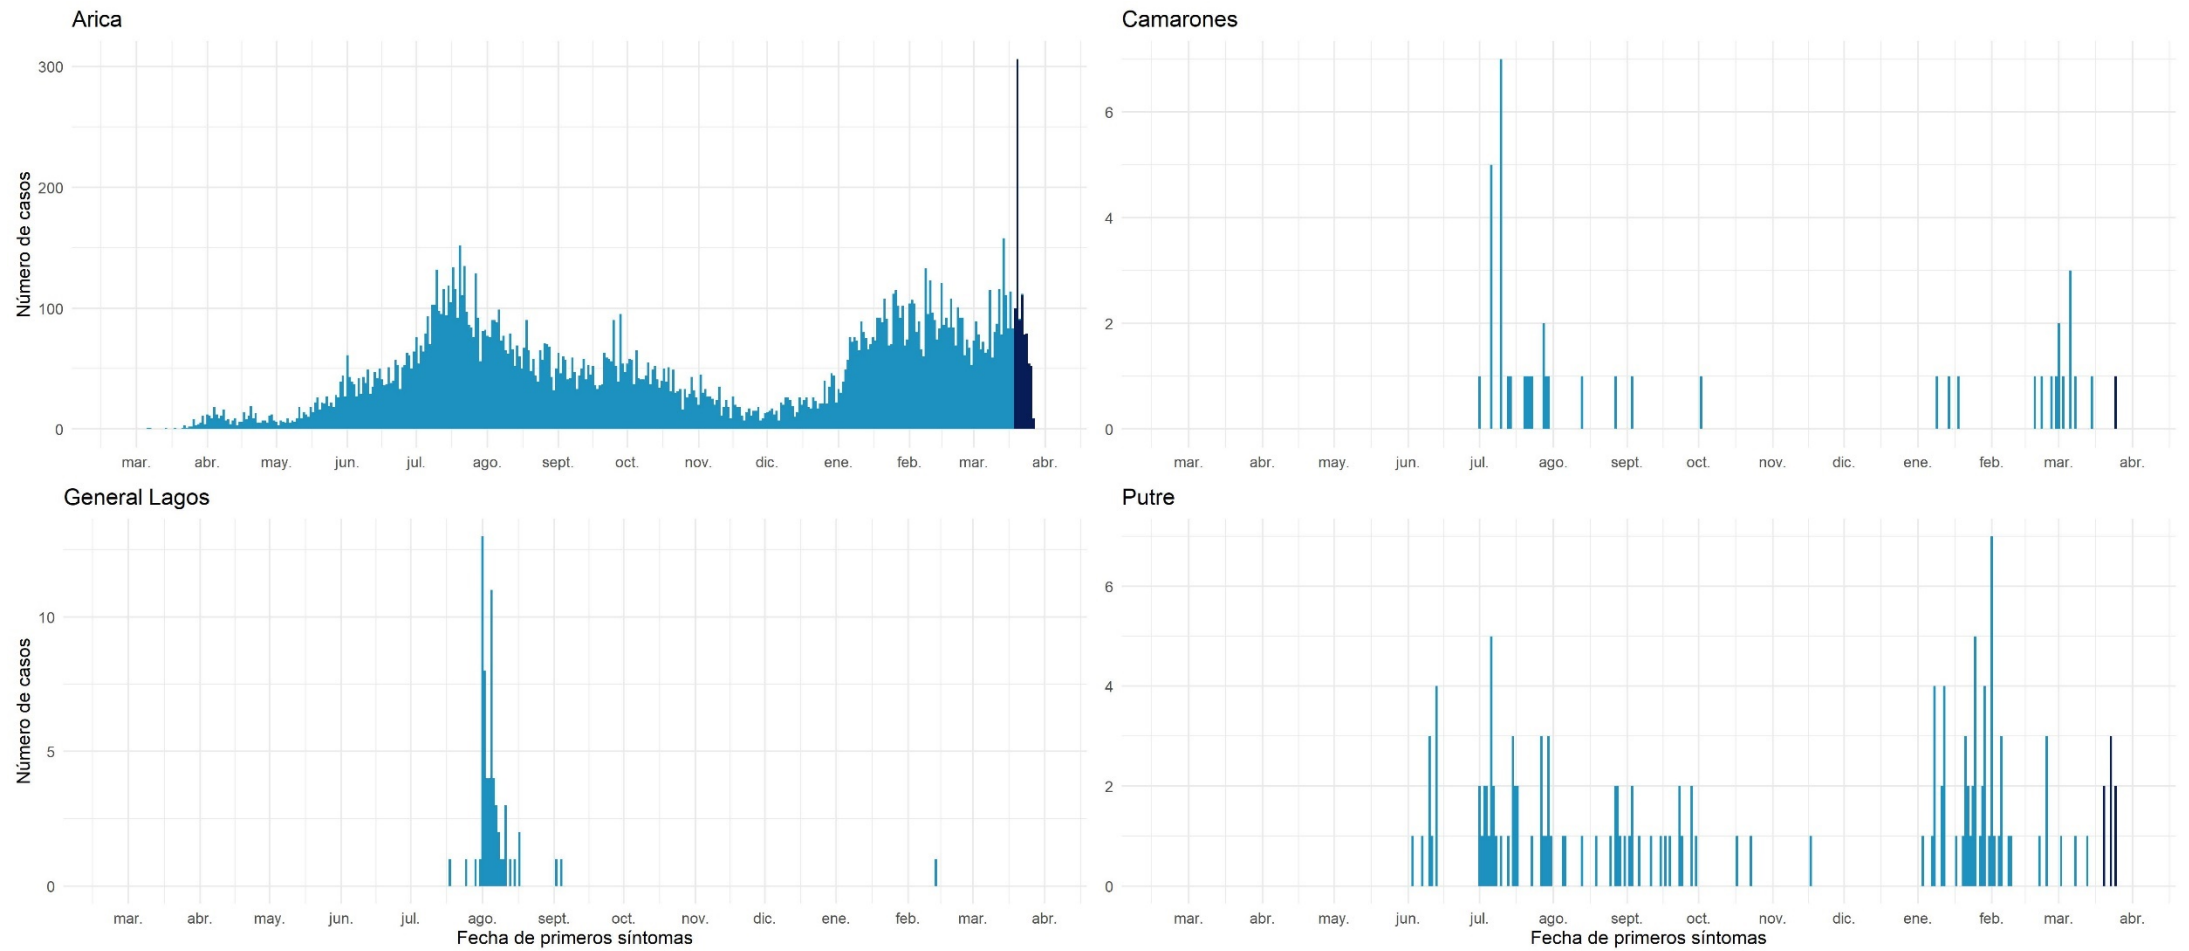 Arica
Número de casos
300
200
100
0
mar. abr. may. jun. jul. ago. sept. oct. nov. dic. ene. feb. mar. abr.
Camarones
6
4
2
0
mar. abr. may. jun. jul. ago. sept. oct. nov. dic. ene. feb. mar. abr.
General Lagos
Número de casos
10
5
0
mar. abr. may. jun. jul. ago. sept. oct. nov. dic. ene. feb. mar. abr.
Fecha de primeros síntomas
Putre
6
4
2
0
mar. abr. may. jun. jul. ago. sept. oct. nov. dic. ene. feb. mar. abr.
Fecha de primeros síntomas